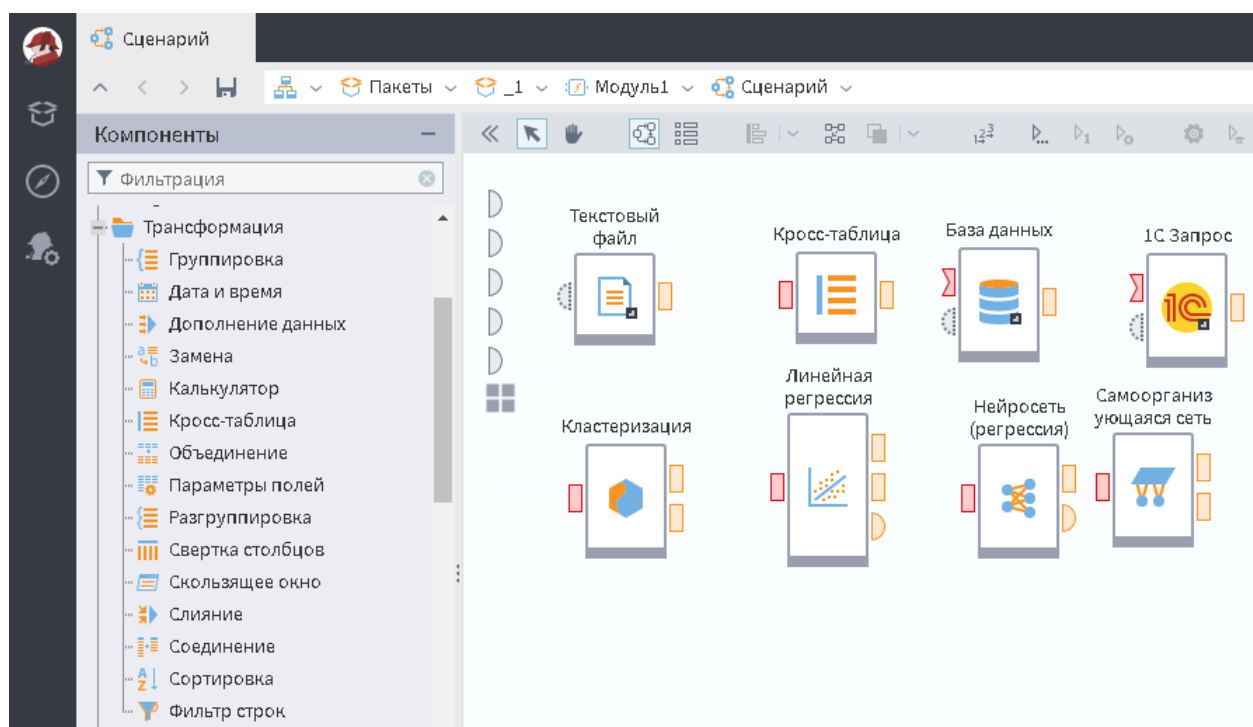 Сценарий
Пакеты
_1
Модуль1
Сценарий
Компоненты
Фильтрация
Трансформация
Группировка
Дата и время
Дополнение данных
Замена
Калькулятор
Кросс-таблица
Объединение
Параметры полей
Разгруппировка
Свертка столбцов
Скользящее окно
Слияние
Соединение
Сортировка
Фильтр строк
Текстовый
файл
Кросс-таблица
База данных
1С Запрос
Кластеризация
Линейная
регрессия
Нейросеть
(регрессия)
Самоорганиз
ующаяся сеть